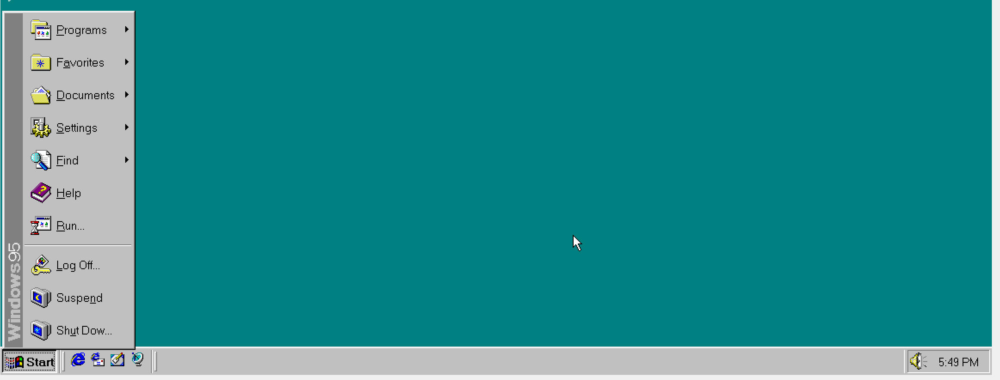 Programs
Favorites
Documents
Settings
Find
Help
Run...
Log Off...
Suspend
Shut Dow...
Windows95
Start
5:49 PM